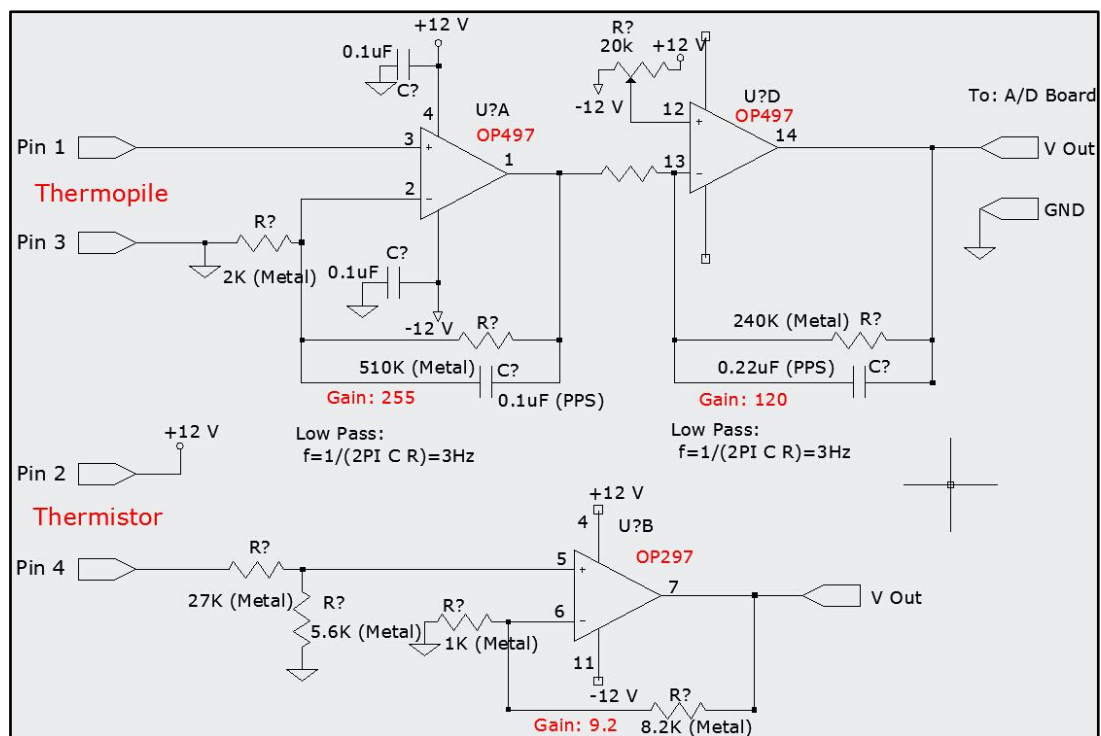 +12 V
0.1uF
C?
4
U?A
OP497
3
+
1
2
−
Pin 1
Thermopile
Pin 3
R?
2K (Metal)
0.1uF
C?
-12 V
R?
510K (Metal)
C?
Gain: 255
0.1uF (PPS)
Low Pass:
f=1/(2PI C R)=3Hz
R?
20k
+12 V
-12 V
U?D
OP497
12
+
14
13
−
To: A/D Board
V Out
GND
240K (Metal)
R?
0.22uF (PPS)
C?
Gain: 120
Low Pass:
f=1/(2PI C R)=3Hz
+12 V
Pin 2
Thermistor
Pin 4
R?
27K (Metal)
R?
5.6K (Metal)
+12 V
4
U?B
OP297
5
+
7
6
−
R?
1K (Metal)
11
-12 V
R?
8.2K (Metal)
Gain: 9.2
V Out